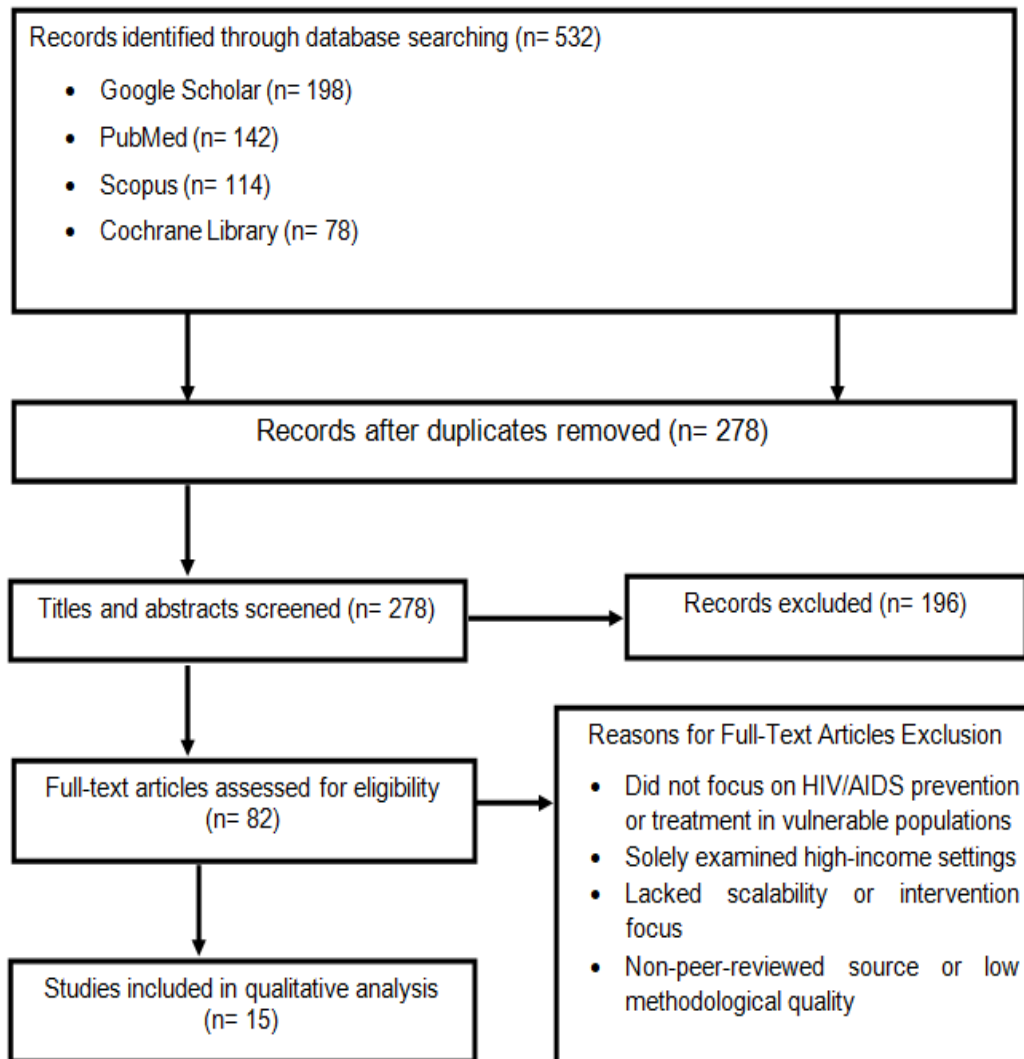 Records identified through database searching (n= 532)
• Google Scholar (n= 198)
• PubMed (n= 142)
• Scopus (n= 114)
• Cochrane Library (n= 78)
Records after duplicates removed (n= 278)
Titles and abstracts screened (n= 278)
Records excluded (n= 196)
Full-text articles assessed for eligibility
(n= 82)
Reasons for Full-Text Articles Exclusion
• Did not focus on HIV/AIDS prevention
or treatment in vulnerable populations
• Solely examined high-income settings
• Lacked scalability or intervention
focus
• Non-peer-reviewed source or low
methodological quality
Studies included in qualitative analysis
(n= 15)